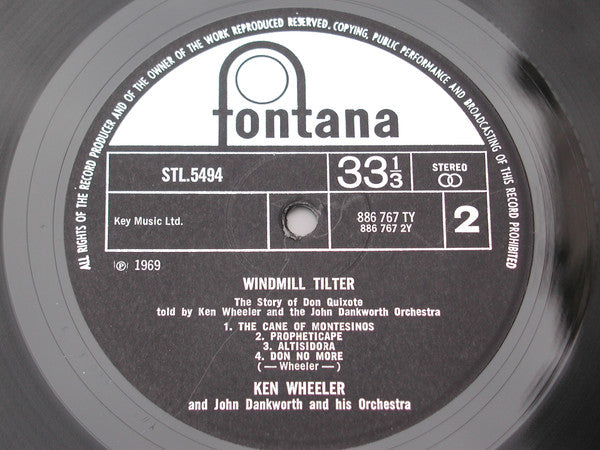 ALL RIGHTS OF THE RECORD PRODUCER AND OF THE OWNER OF THE WORK REPRODUCED RESERVED. COPYING, PUBLIC PERFORMANCE AND BROADCASTING OF THIS RECORD PROHIBITED
fontana
STL.5494
33⅓
STEREO
Key Music Ltd.
886 767 TY
886 767 2Y
2
℗ 1969
WINDMILL TILTER
The Story of Don Quixote
told by Ken Wheeler and the John Dankworth Orchestra
1. THE CANE OF MONTESINOS
2. PROPHETICAPE
3. ALTISIDORA
4. DON NO MORE
(— Wheeler —)
KEN WHEELER
and John Dankworth and his Orchestra